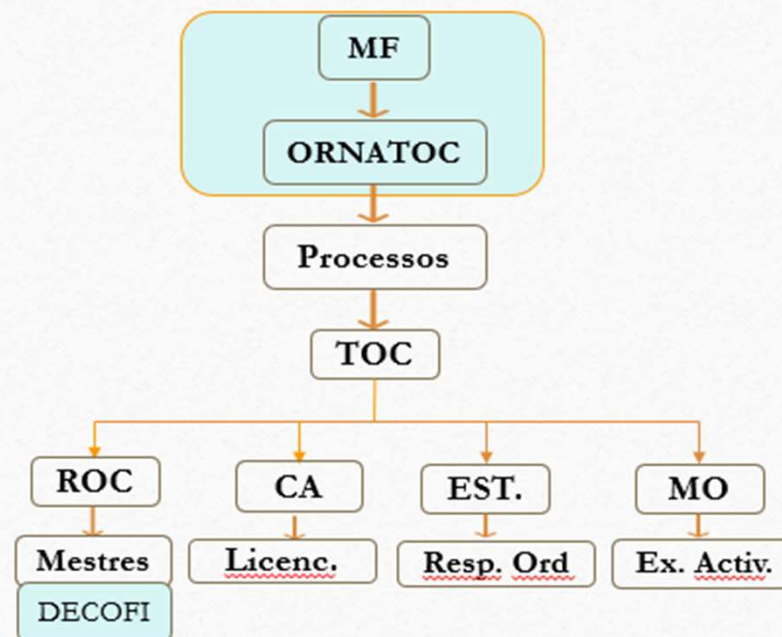 MF
ORNATOC
Processos
TOC
ROC
CA
EST.
MO
Mestres
Licenc.
Resp. Ord
Ex. Activ.
DECOFI